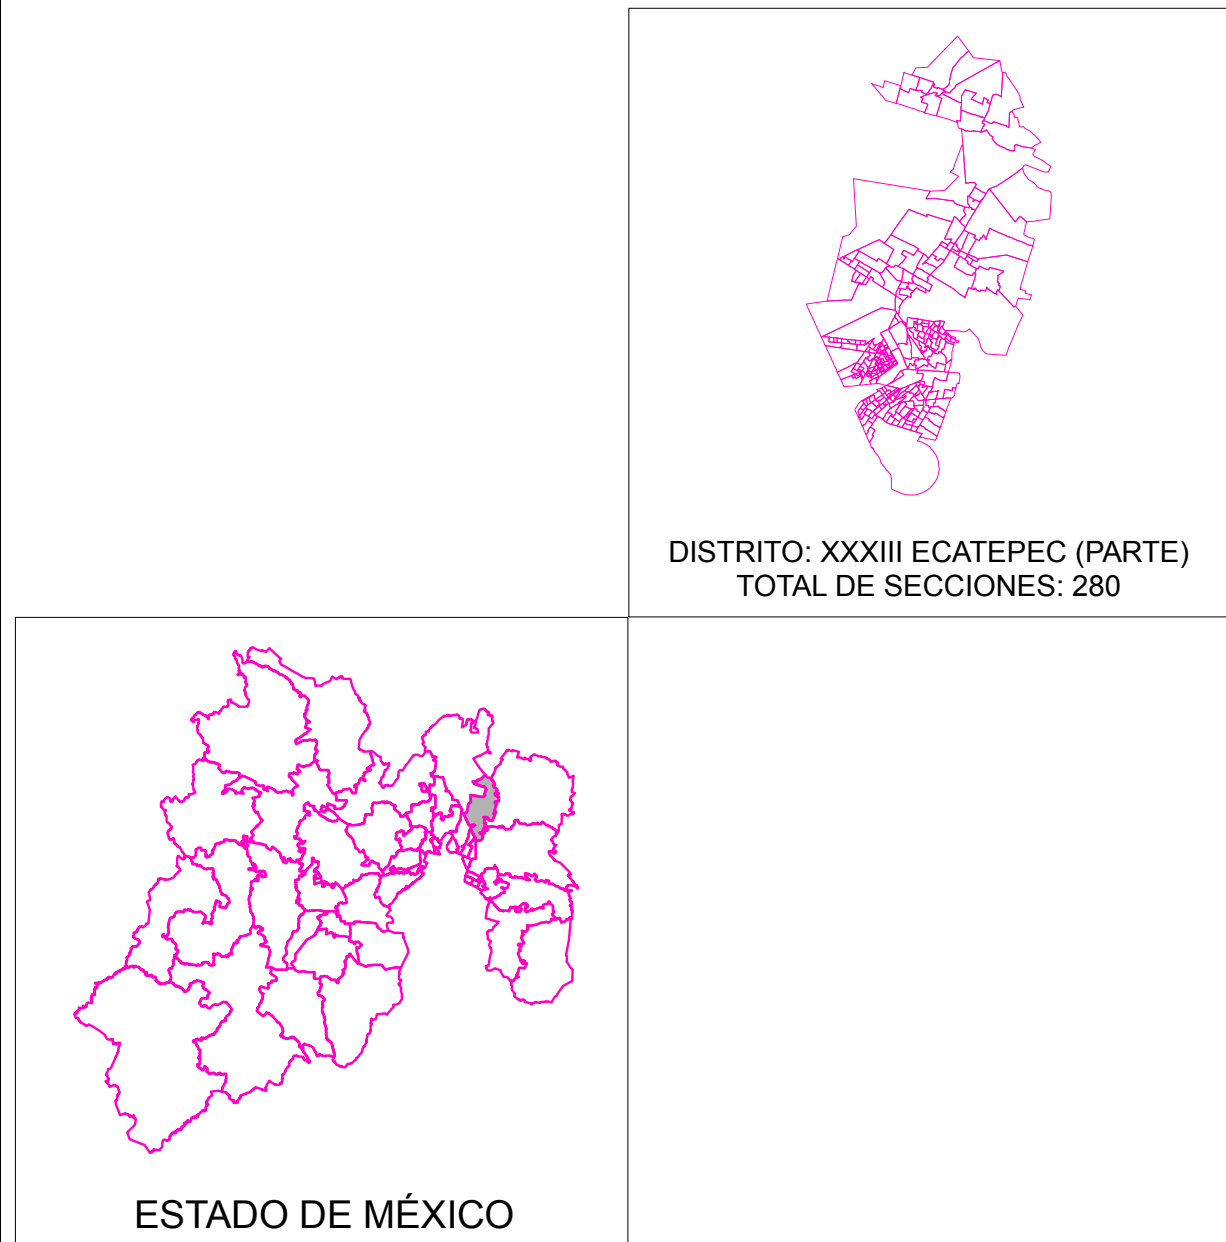 DISTRITO: XXXIII ECATEPEC (PARTE)
TOTAL DE SECCIONES: 280
ESTADO DE MÉXICO